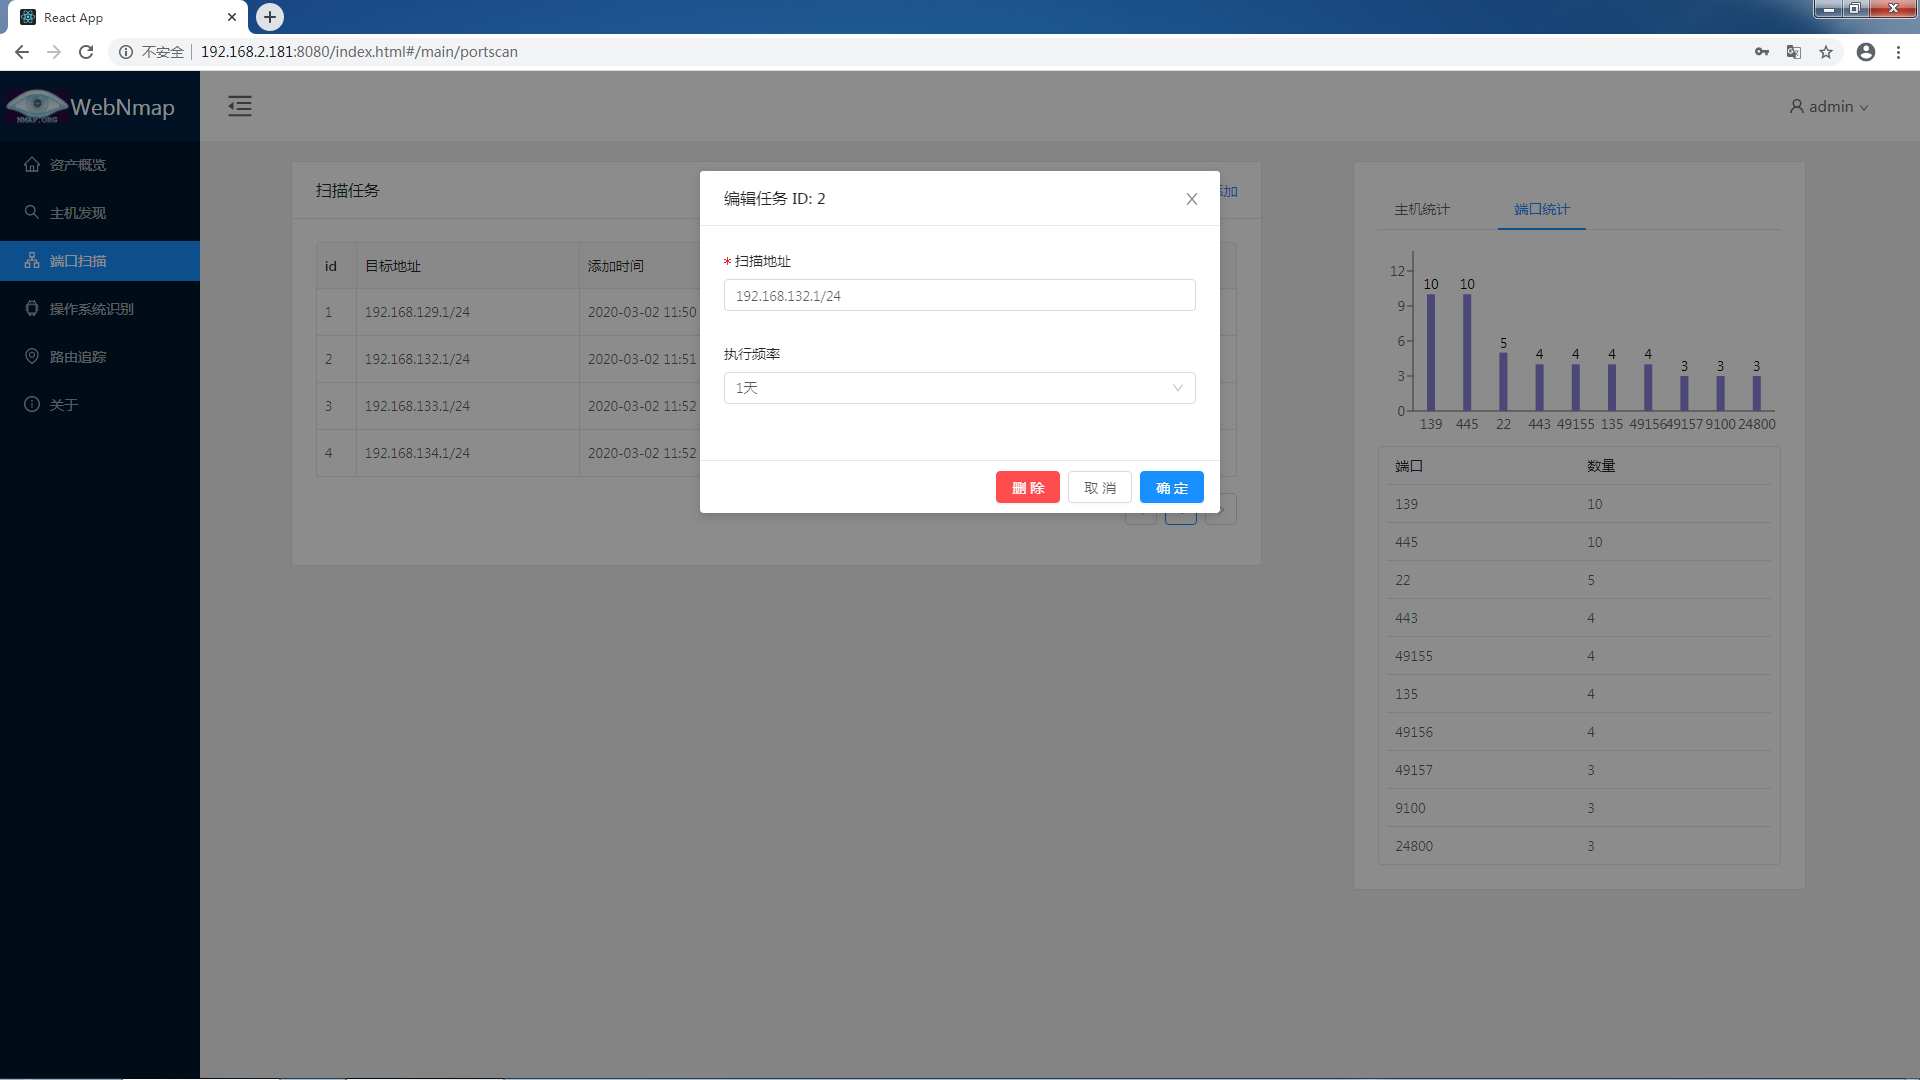 React App
不安全 192.168.2.181:8080/index.html#/main/portscan
NMAP.ORG
WebNmap
admin
资产概览
主机发现
端口扫描
操作系统识别
路由追踪
关于
扫描任务
加
id 目标地址 添加时间
1 192.168.129.1/24 2020-03-02 11:50
2 192.168.132.1/24 2020-03-02 11:51
3 192.168.133.1/24 2020-03-02 11:52
4 192.168.134.1/24 2020-03-02 11:52
编辑任务 ID: 2
* 扫描地址
192.168.132.1/24
执行频率
1天
删 除 取 消 确 定
主机统计 端口统计
12
9
6
3
0
10 10 5 4 4 4 4 3 3 3
139 445 22 443 49155 135 49156 49157 9100 24800
端口 数量
139 10
445 10
22 5
443 4
49155 4
135 4
49156 4
49157 3
9100 3
24800 3